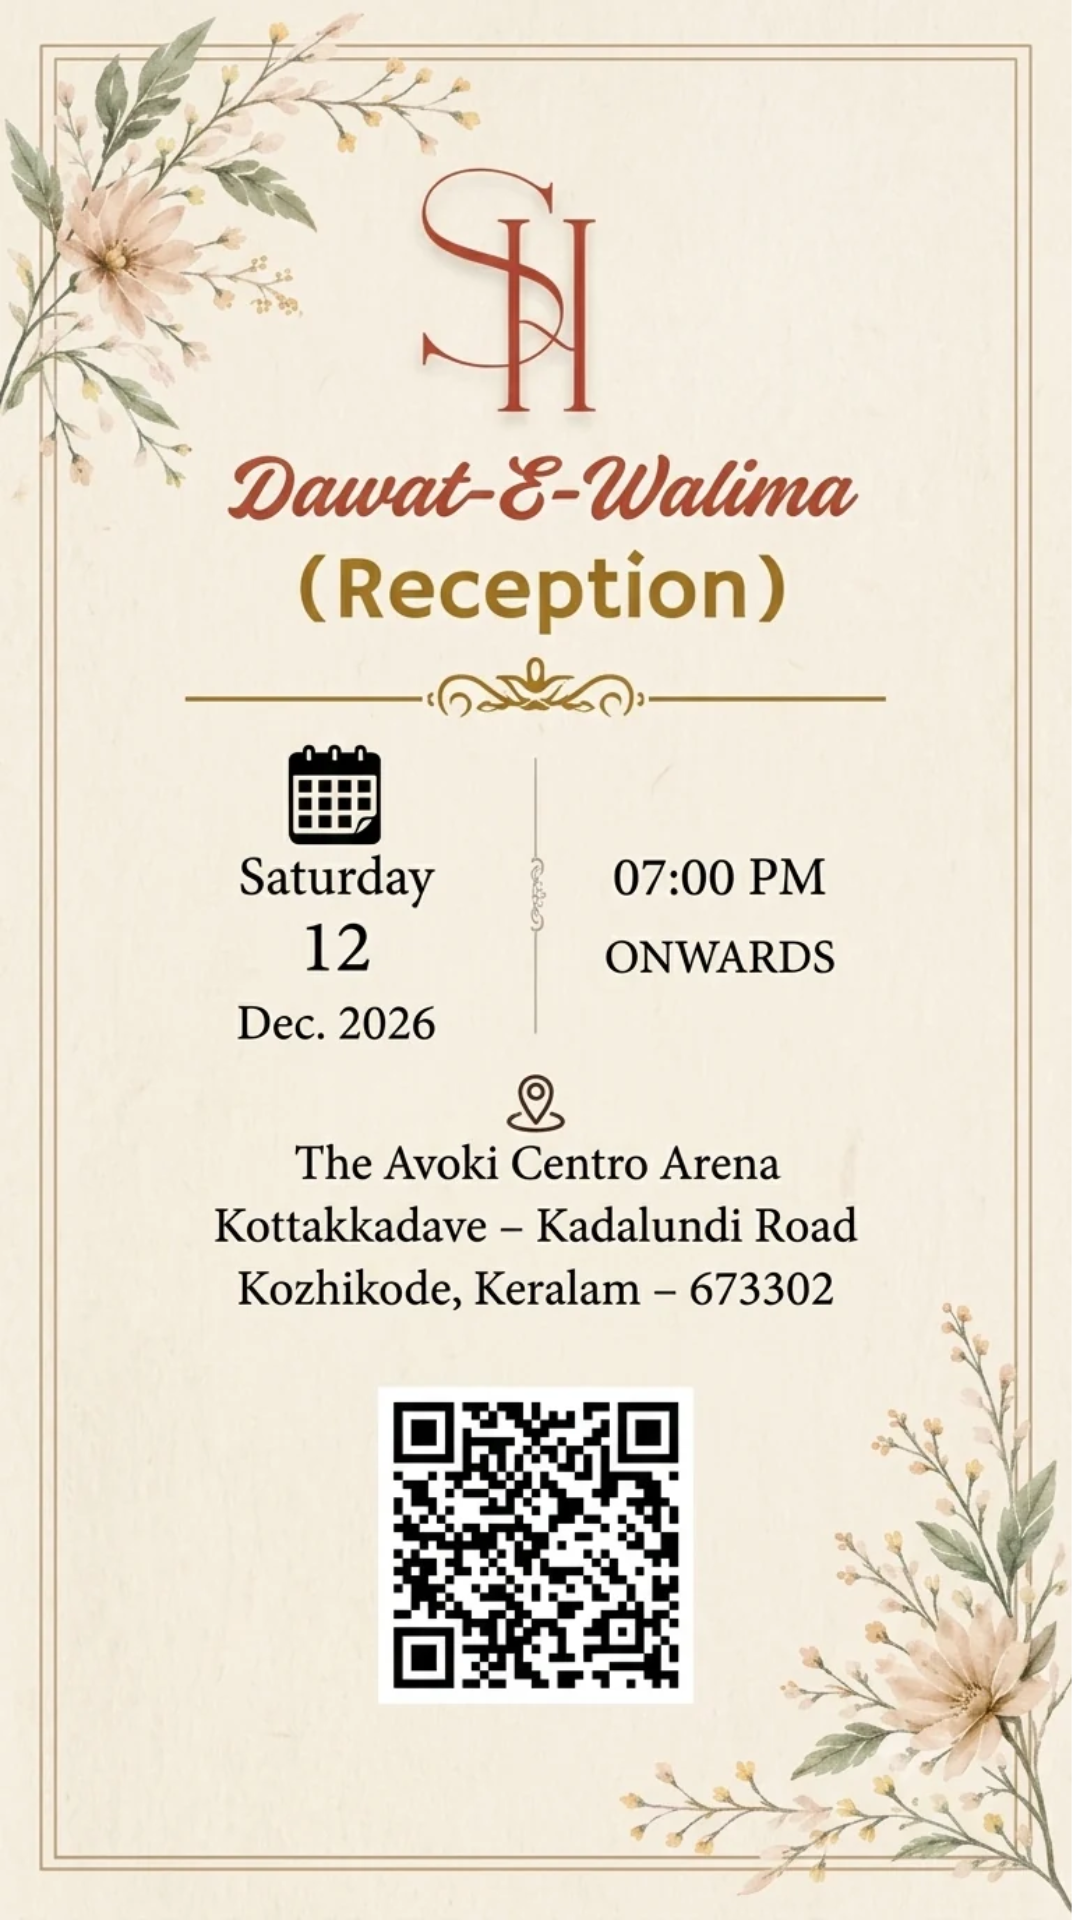 SH
Dawat-E-Walima
(Reception)
Saturday
12
Dec. 2026
07:00 PM
ONWARDS
The Avoki Centro Arena
Kottakkadave – Kadalundi Road
Kozhikode, Keralam – 673302